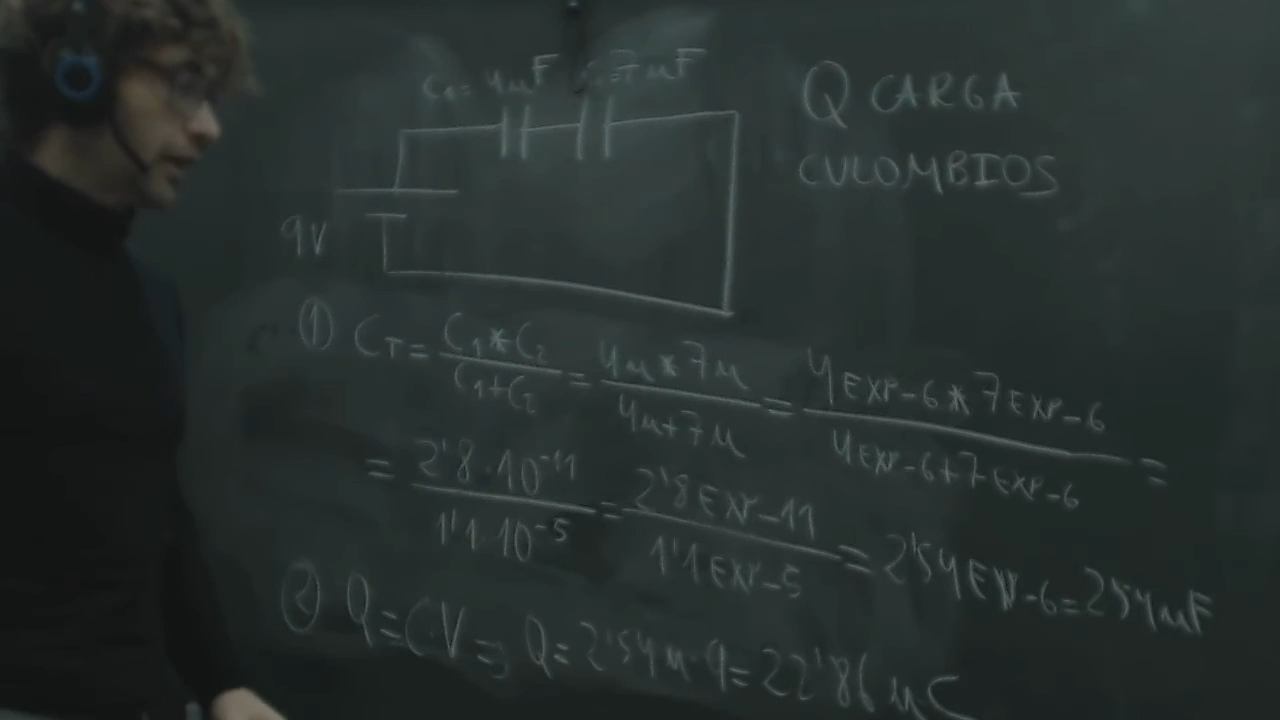 C₁= 4μF =7μF
Q CARGA
CULOMBIOS
9V
① C_T = C₁*C₂ / C₁+C₂ = 4μ*7μ / 4μ+7μ = 4EXP-6*7EXP-6 / 4EXP-6+7EXP-6 =
= 2'8·10⁻¹¹ / 1'1·10⁻⁵ = 2'8EXP-11 / 1'1EXP-5 = 2'54EXP-6=2'54μF
② Q=C·V ⇒ Q=2'54μ·9=22'86μC